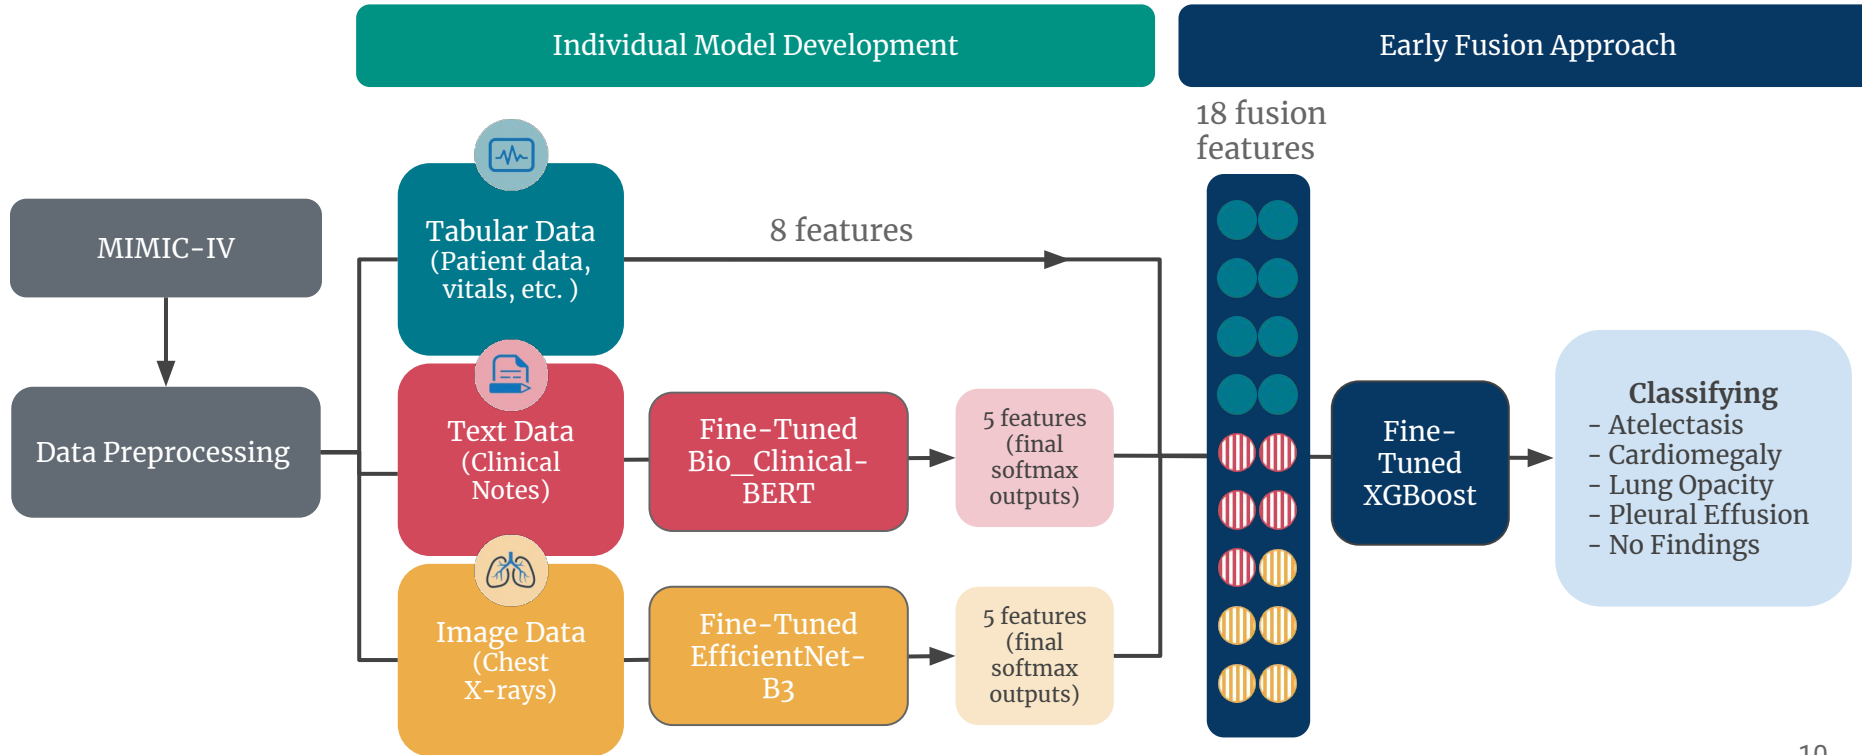 Individual Model Development
Early Fusion Approach
18 fusion
features
MIMIC-IV
Data Preprocessing
Tabular Data
(Patient data,
vitals, etc. )
8 features
Text Data
(Clinical
Notes)
Fine-Tuned
Bio_Clinical-
BERT
5 features
(final
softmax
outputs)
Image Data
(Chest
X-rays)
Fine-Tuned
EfficientNet-
B3
5 features
(final
softmax
outputs)
Fine-
Tuned
XGBoost
Classifying
- Atelectasis
- Cardiomegaly
- Lung Opacity
- Pleural Effusion
- No Findings
10